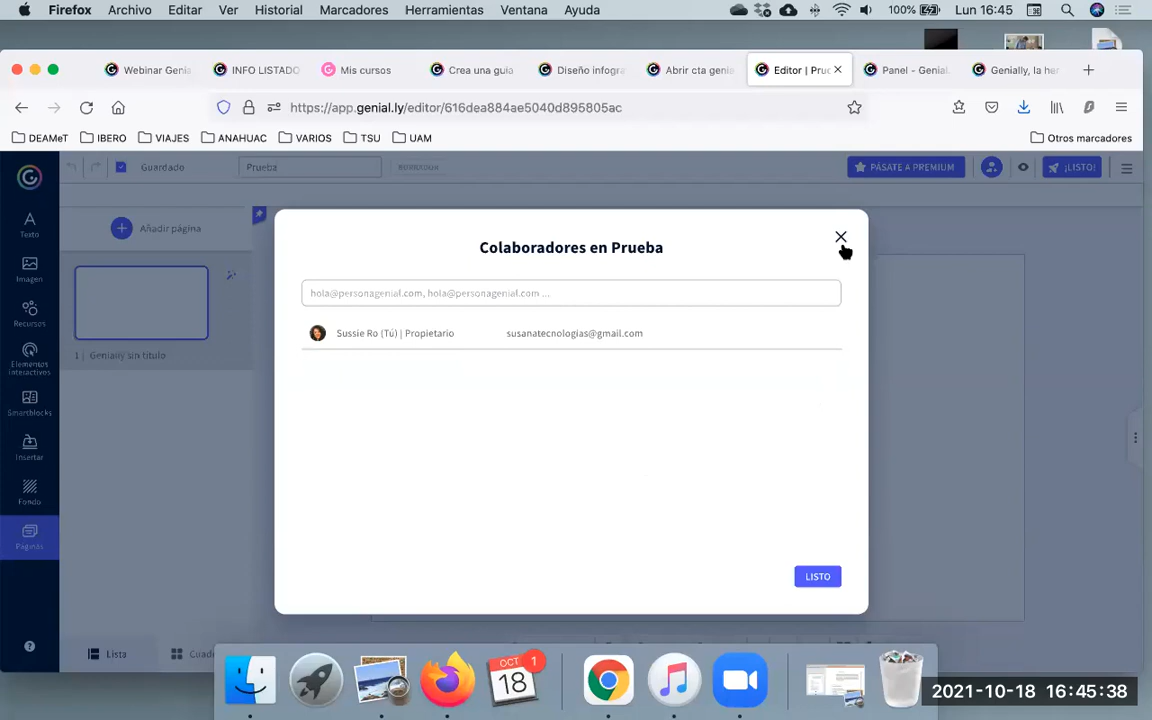 Firefox Archivo Editar Ver Historial Marcadores Herramientas Ventana Ayuda 100% Lun 16:45
Webinar Genia
INFO LISTADO
Mis cursos
Crea una guía
Diseño infogra
Abrir cta genia
Editor | Prue
Panel - Genial.
Genially, la her
https://app.genial.ly/editor/616dea884ae5040d895805ac
DEAMeT IBERO VIAJES ANAHUAC VARIOS TSU UAM Otros marcadores
Guardado Prueba PÁSATE A PREMIUM ¡LISTO!
Texto
Imagen
Recursos
Elementos
interactivos
Smartblocks
Insertar
Fondo
Páginas
Añadir página
1 | Genially sin título
Lista Cuad
Colaboradores en Prueba
hola@personagenial.com, hola@personagenial.com ...
Sussie Ro (Tú) | Propietario susanatecnologias@gmail.com
LISTO
OCT 1
18
2021-10-18 16:45:38